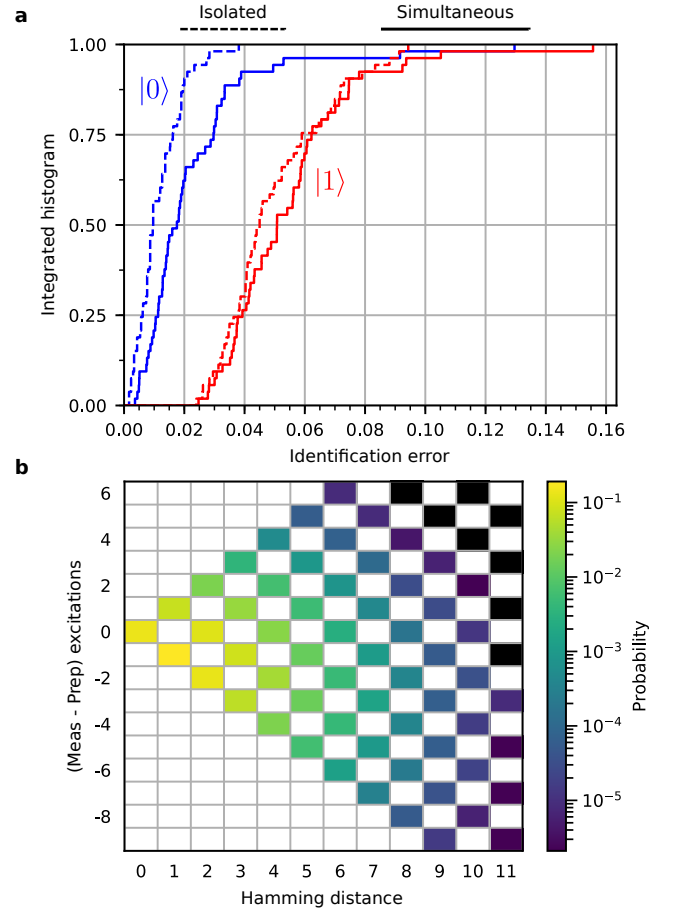 a
Isolated
Simultaneous
1.00
0.75
0.50
0.25
0.00
Integrated histogram
|0⟩
|1⟩
0.00 0.02 0.04 0.06 0.08 0.10 0.12 0.14 0.16
Identification error
b
6
4
2
0
-2
-4
-6
-8
(Meas - Prep) excitations
0 1 2 3 4 5 6 7 8 9 10 11
Hamming distance
10⁻¹
10⁻²
10⁻³
10⁻⁴
10⁻⁵
Probability